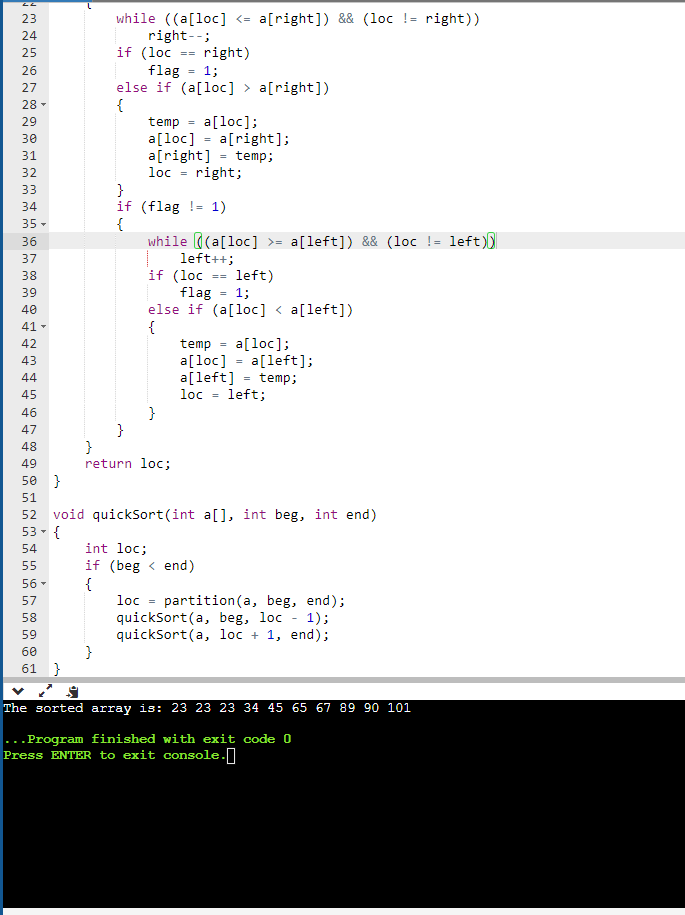 22 {
23 while ((a[loc] <= a[right]) && (loc != right))
24 right--;
25 if (loc == right)
26 flag = 1;
27 else if (a[loc] > a[right])
28 {
29 temp = a[loc];
30 a[loc] = a[right];
31 a[right] = temp;
32 loc = right;
33 }
34 if (flag != 1)
35 {
36 while ((a[loc] >= a[left]) && (loc != left))
37 left++;
38 if (loc == left)
39 flag = 1;
40 else if (a[loc] < a[left])
41 {
42 temp = a[loc];
43 a[loc] = a[left];
44 a[left] = temp;
45 loc = left;
46 }
47 }
48 }
49 return loc;
50 }
51
52 void quickSort(int a[], int beg, int end)
53 {
54 int loc;
55 if (beg < end)
56 {
57 loc = partition(a, beg, end);
58 quickSort(a, beg, loc - 1);
59 quickSort(a, loc + 1, end);
60 }
61 }
The sorted array is: 23 23 23 34 45 65 67 89 90 101
...Program finished with exit code 0
Press ENTER to exit console.